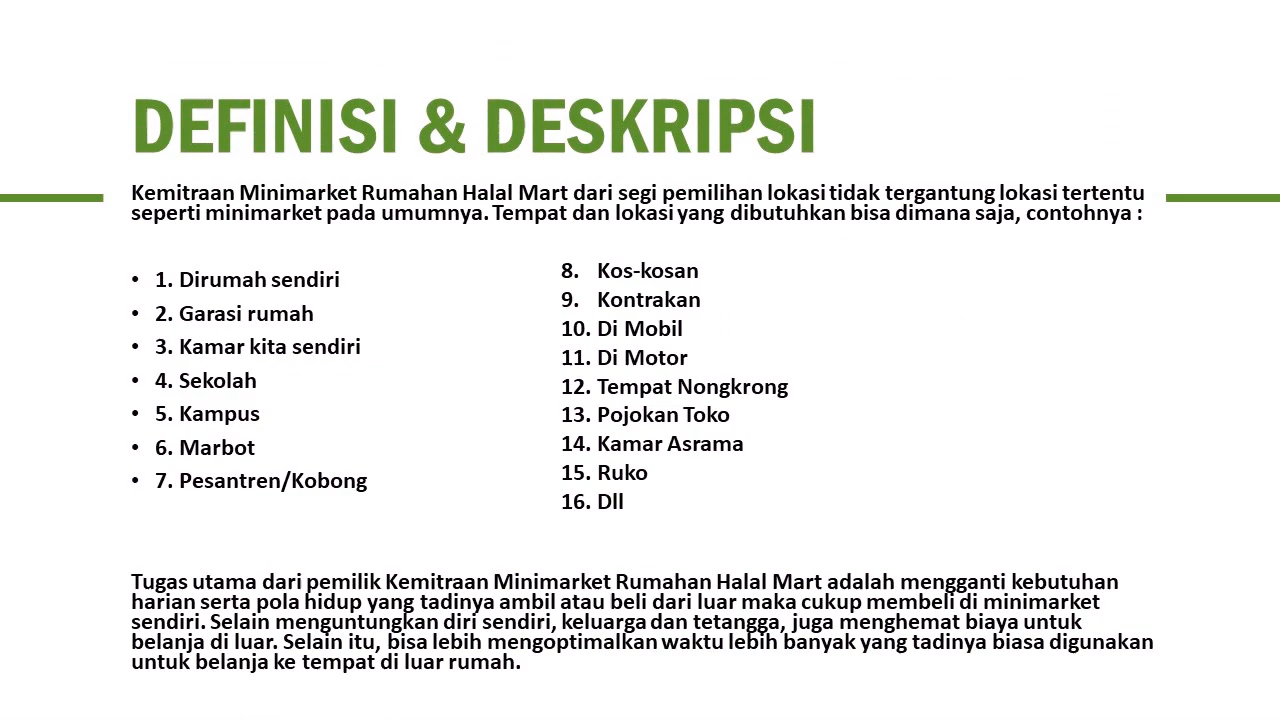 DEFINISI & DESKRIPSI
Kemitraan Minimarket Rumahan Halal Mart dari segi pemilihan lokasi tidak tergantung lokasi tertentu
seperti minimarket pada umumnya. Tempat dan lokasi yang dibutuhkan bisa dimana saja, contohnya :
• 1. Dirumah sendiri
• 2. Garasi rumah
• 3. Kamar kita sendiri
• 4. Sekolah
• 5. Kampus
• 6. Marbot
• 7. Pesantren/Kobong
8. Kos-kosan
9. Kontrakan
10. Di Mobil
11. Di Motor
12. Tempat Nongkrong
13. Pojokan Toko
14. Kamar Asrama
15. Ruko
16. Dll
Tugas utama dari pemilik Kemitraan Minimarket Rumahan Halal Mart adalah mengganti kebutuhan
harian serta pola hidup yang tadinya ambil atau beli dari luar maka cukup membeli di minimarket
sendiri. Selain menguntungkan diri sendiri, keluarga dan tetangga, juga menghemat biaya untuk
belanja di luar. Selain itu, bisa lebih mengoptimalkan waktu lebih banyak yang tadinya biasa digunakan
untuk belanja ke tempat di luar rumah.